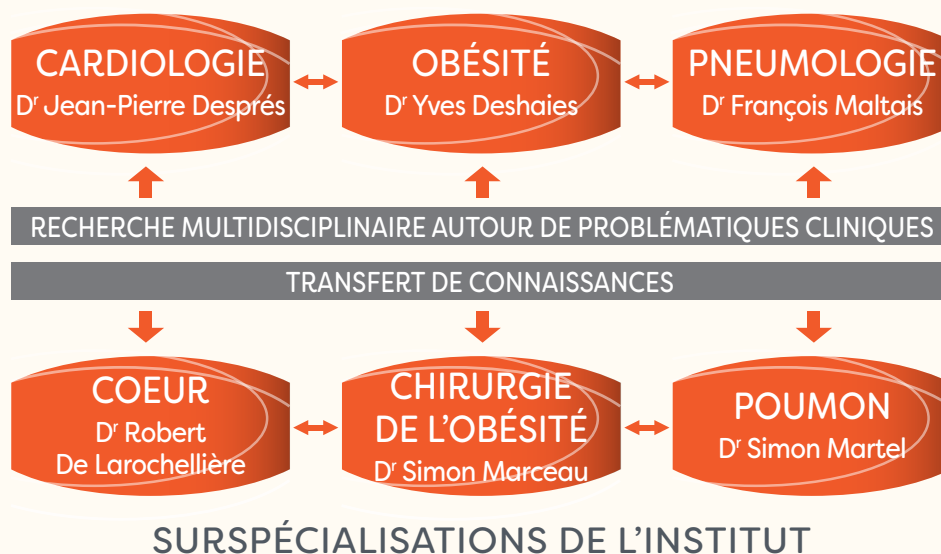 CARDIOLOGIE
Dr Jean-Pierre Després
OBÉSITÉ
Dr Yves Deshaies
PNEUMOLOGIE
Dr François Maltais
RECHERCHE MULTIDISCIPLINAIRE AUTOUR DE PROBLÉMATIQUES CLINIQUES
TRANSFERT DE CONNAISSANCES
COEUR
Dr Robert
De Larochellière
CHIRURGIE
DE L'OBÉSITÉ
Dr Simon Marceau
POUMON
Dr Simon Martel
SURSPÉCIALISATIONS DE L'INSTITUT